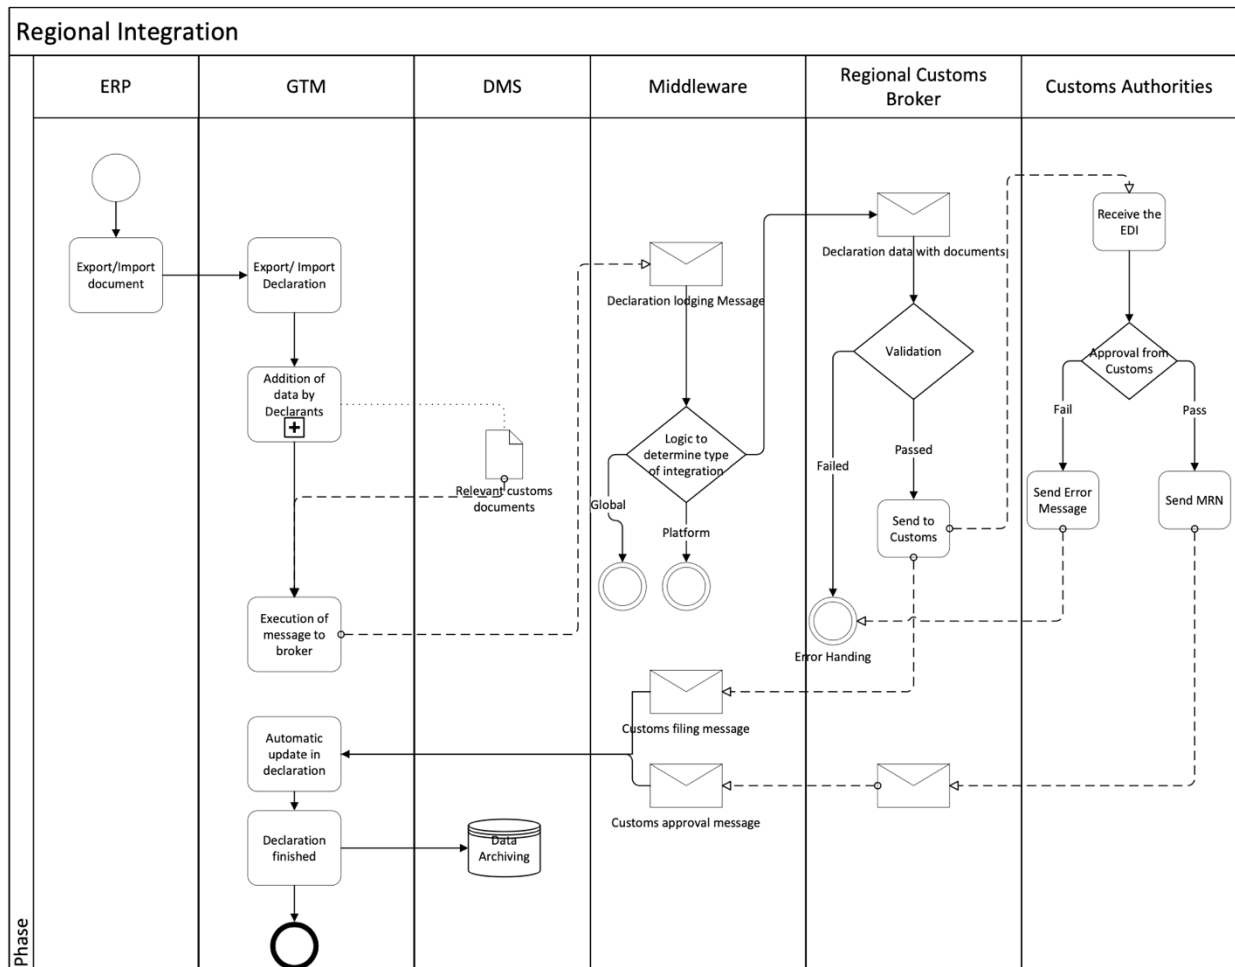 Regional Integration
ERP
GTM
DMS
Middleware
Regional Customs
Broker
Customs Authorities
Phase
Export/Import
document
Export/ Import
Declaration
Addition of
data by
Declarants
Relevant customs
documents
Execution of
message to
broker
Automatic
update in
declaration
Declaration
finished
Data
Archiving
Declaration lodging Message
Logic to
determine type
of integration
Global
Platform
Customs filing message
Customs approval message
Declaration data with documents
Validation
Failed
Passed
Send to
Customs
Error Handing
Receive the
EDI
Approval from
Customs
Fail
Pass
Send Error
Message
Send MRN